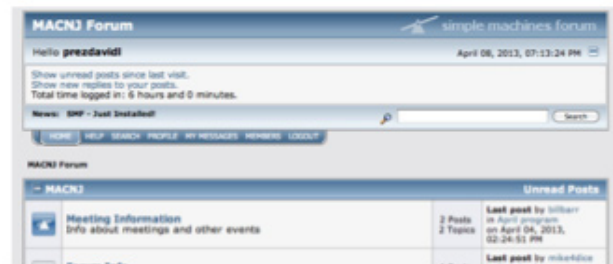 MACNJ Forum
simple machines forum
Hello prezdavidl
April 08, 2013, 07:13:24 PM
Show unread posts since last visit.
Show new replies to your posts.
Total time logged in: 6 hours and 0 minutes.
News: SMF - Just Installed!
Search
HOME HELP SEARCH PROFILE MY MESSAGES MEMBERS LOGOUT
MACNJ Forum
MACNJ
Unread Posts
Meeting Information
Info about meetings and other events
2 Posts
2 Topics
Last post by billbarr
in April program
on April 04, 2013,
02:24:51 PM
Last post by mike4dice